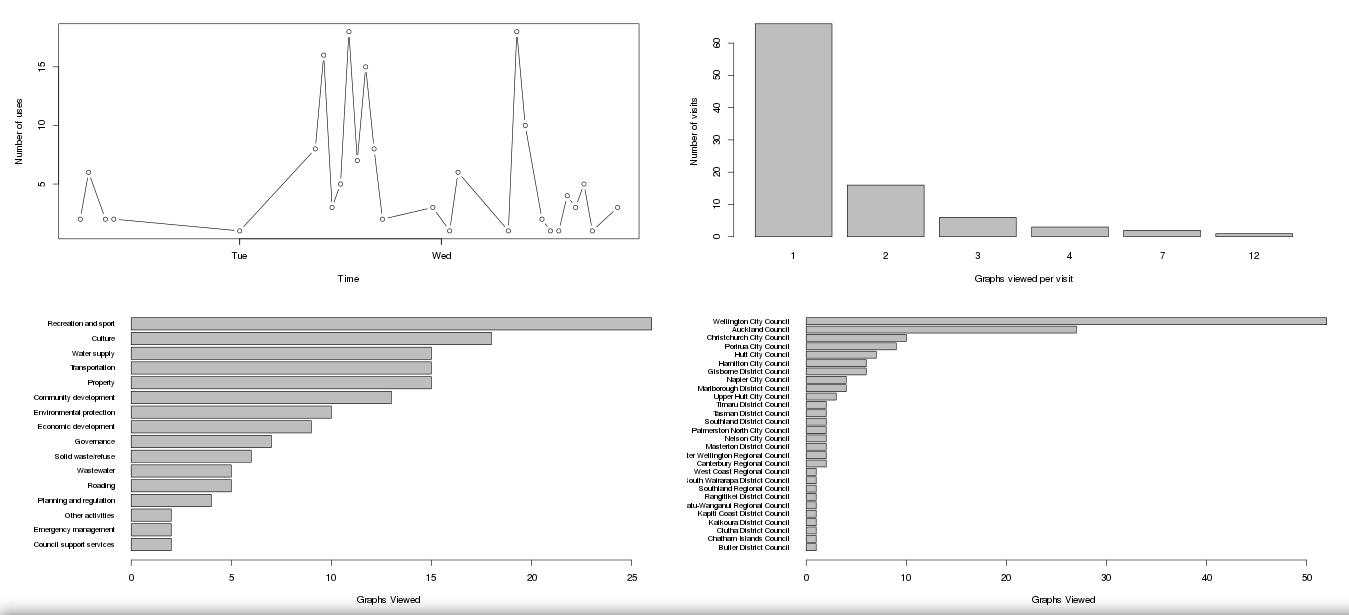 Number of uses
15
10
5
Tue
Wed
Time
Number of visits
60
50
40
30
20
10
0
1
2
3
4
7
12
Graphs viewed per visit
Recreation and sport
Culture
Water supply
Transportation
Property
Community development
Environmental protection
Economic development
Governance
Solid waste/refuse
Wastewater
Roading
Planning and regulation
Other activities
Emergency management
Council support services
0
5
10
15
20
25
Graphs Viewed
Wellington City Council
Auckland Council
Christchurch City Council
Porirua City Council
Hutt City Council
Hamilton City Council
Gisborne District Council
Napier City Council
Marlborough District Council
Upper Hutt City Council
Timaru District Council
Tasman District Council
Southland District Council
Palmerston North City Council
Nelson City Council
Masterton District Council
ter Wellington Regional Council
Canterbury Regional Council
West Coast Regional Council
outh Wairarapa District Council
Southland Regional Council
Rangitikei District Council
atu-Wanganui Regional Council
Kapiti Coast District Council
Kaikoura District Council
Clutha District Council
Chatham Islands Council
Buller District Council
0
10
20
30
40
50
Graphs Viewed